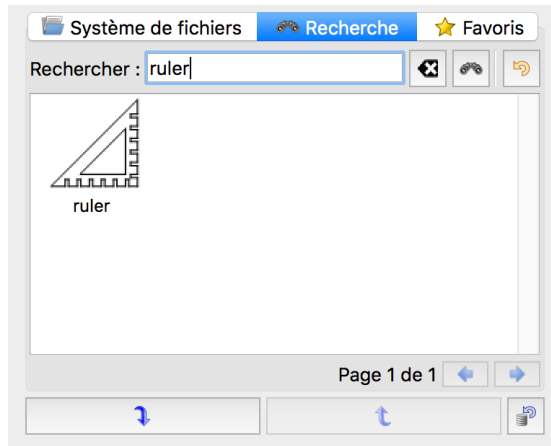 Système de fichiers Recherche Favoris
Rechercher : ruler
ruler
Page 1 de 1